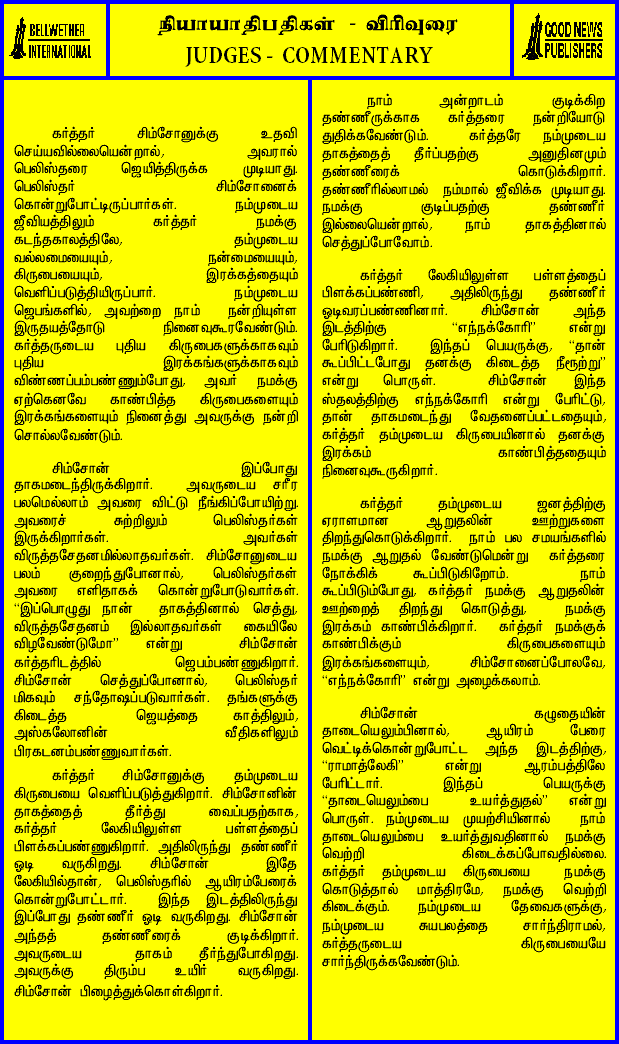 BELLWETHER
INTERNATIONAL
நியாயாதிபதிகள் - விரிவுரை
JUDGES - COMMENTARY
GOOD NEWS
PUBLISHERS
கர்த்தர் சிம்சோனுக்கு உதவி
செய்யவில்லையென்றால், அவரால்
பெலிஸ்தரை ஜெயித்திருக்க முடியாது.
பெலிஸ்தர் சிம்சோனைக்
கொன்றுபோட்டிருப்பார்கள். நம்முடைய
ஜீவியத்திலும் கர்த்தர் நமக்கு
கடந்தகாலத்திலே, தம்முடைய
வல்லமையையும், நன்மையையும்,
கிருபையையும், இரக்கத்தையும்
வெளிப்படுத்தியிருப்பார். நம்முடைய
ஜெபங்களில், அவற்றை நாம் நன்றியுள்ள
இருதயத்தோடு நினைவுகூரவேண்டும்.
கர்த்தருடைய புதிய கிருபைகளுக்காகவும்
புதிய இரக்கங்களுக்காகவும்
விண்ணப்பம்பண்ணும்போது, அவர் நமக்கு
ஏற்கெனவே காண்பித்த கிருபைகளையும்
இரக்கங்களையும் நினைத்து அவருக்கு நன்றி
சொல்லவேண்டும்.
சிம்சோன் இப்போது
தாகமடைந்திருக்கிறார். அவருடைய சரீர
பலமெல்லாம் அவரை விட்டு நீங்கிப்போயிற்று.
அவரைச் சுற்றிலும் பெலிஸ்தர்கள்
இருக்கிறார்கள். அவர்கள்
விருத்தசேதனமில்லாதவர்கள். சிம்சோனுடைய
பலம் குறைந்துபோனால், பெலிஸ்தர்கள்
அவரை எளிதாகக் கொன்றுபோடுவார்கள்.
“இப்பொழுது நான் தாகத்தினால் செத்து,
விருத்தசேதனம் இல்லாதவர்கள் கையிலே
விழவேண்டுமோ” என்று சிம்சோன்
கர்த்தரிடத்தில் ஜெபம்பண்ணுகிறார்.
சிம்சோன் செத்துப்போனால், பெலிஸ்தர்
மிகவும் சந்தோஷப்படுவார்கள். தங்களுக்கு
கிடைத்த ஜெயத்தை காத்திலும்,
அஸ்கலோனின் வீதிகளிலும்
பிரகடனம்பண்ணுவார்கள்.
கர்த்தர் சிம்சோனுக்கு தம்முடைய
கிருபையை வெளிப்படுத்துகிறார். சிம்சோனின்
தாகத்தைத் தீர்த்து வைப்பதற்காக,
கர்த்தர் லேகியிலுள்ள பள்ளத்தைப்
பிளக்கப்பண்ணுகிறார். அதிலிருந்து தண்ணீர்
ஓடி வருகிறது. சிம்சோன் இதே
லேகியில்தான், பெலிஸ்தரில் ஆயிரம்பேரைக்
கொன்றுபோட்டார். இந்த இடத்திலிருந்து
இப்போது தண்ணீர் ஓடி வருகிறது. சிம்சோன்
அந்தத் தண்ணீரைக் குடிக்கிறார்.
அவருடைய தாகம் தீர்ந்துபோகிறது.
அவருக்கு திரும்ப உயிர் வருகிறது.
சிம்சோன் பிழைத்துக்கொள்கிறார்.
நாம் அன்றாடம் குடிக்கிற
தண்ணீருக்காக கர்த்தரை நன்றியோடு
துதிக்கவேண்டும். கர்த்தரே நம்முடைய
தாகத்தைத் தீர்ப்பதற்கு அனுதினமும்
தண்ணீரைக் கொடுக்கிறார்.
தண்ணீரில்லாமல் நம்மால் ஜீவிக்க முடியாது.
நமக்கு குடிப்பதற்கு தண்ணீர்
இல்லையென்றால், நாம் தாகத்தினால்
செத்துப்போவோம்.
கர்த்தர் லேகியிலுள்ள பள்ளத்தைப்
பிளக்கப்பண்ணி, அதிலிருந்து தண்ணீர்
ஓடிவரப்பண்ணினார். சிம்சோன் அந்த
இடத்திற்கு “எந்நக்கோரி” என்று
பேரிடுகிறார். இந்தப் பெயருக்கு, “தான்
கூப்பிட்டபோது தனக்கு கிடைத்த நீரூற்று”
என்று பொருள். சிம்சோன் இந்த
ஸ்தலத்திற்கு எந்நக்கோரி என்று பேரிட்டு,
தான் தாகமடைந்து வேதனைப்பட்டதையும்,
கர்த்தர் தம்முடைய கிருபையினால் தனக்கு
இரக்கம் காண்பித்ததையும்
நினைவுகூருகிறார்.
கர்த்தர் தம்முடைய ஜனத்திற்கு
ஏராளமான ஆறுதலின் ஊற்றுகளை
திறந்துகொடுக்கிறார். நாம் பல சமயங்களில்
நமக்கு ஆறுதல் வேண்டுமென்று கர்த்தரை
நோக்கிக் கூப்பிடுகிறோம். நாம்
கூப்பிடும்போது, கர்த்தர் நமக்கு ஆறுதலின்
ஊற்றைத் திறந்து கொடுத்து, நமக்கு
இரக்கம் காண்பிக்கிறார். கர்த்தர் நமக்குக்
காண்பிக்கும் கிருபைகளையும்
இரக்கங்களையும், சிம்சோனைப்போலவே,
“எந்நக்கோரி” என்று அழைக்கலாம்.
சிம்சோன் கழுதையின்
தாடையெலும்பினால், ஆயிரம் பேரை
வெட்டிக்கொன்றுபோட்ட அந்த இடத்திற்கு,
“ராமாத்லேகி” என்று ஆரம்பத்திலே
பேரிட்டார். இந்தப் பெயருக்கு
“தாடையெலும்பை உயர்த்துதல்” என்று
பொருள். நம்முடைய முயற்சியினால் நாம்
தாடையெலும்பை உயர்த்துவதினால் நமக்கு
வெற்றி கிடைக்கப்போவதில்லை.
கர்த்தர் தம்முடைய கிருபையை நமக்கு
கொடுத்தால் மாத்திரமே, நமக்கு வெற்றி
கிடைக்கும். நம்முடைய தேவைகளுக்கு,
நம்முடைய சுயபலத்தை சார்ந்திராமல்,
கர்த்தருடைய கிருபையையே
சார்ந்திருக்கவேண்டும்.